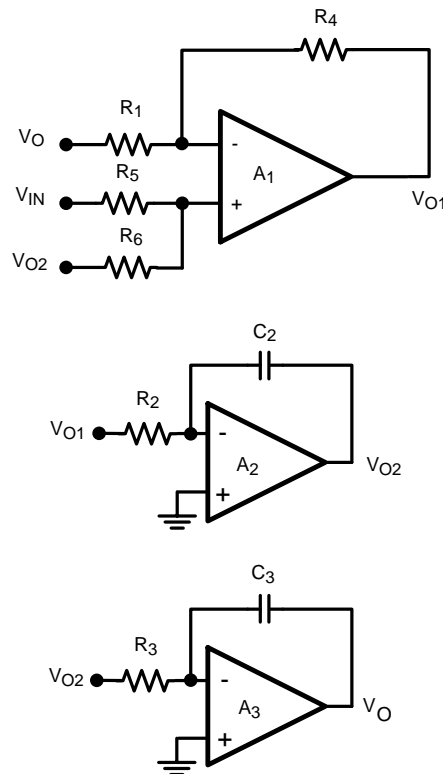 R4
R1
VO
-
A1
VIN
R5
+
VO1
R6
VO2
C2
R2
VO1
-
A2
VO2
+
C3
R3
VO2
-
A3
VO
+